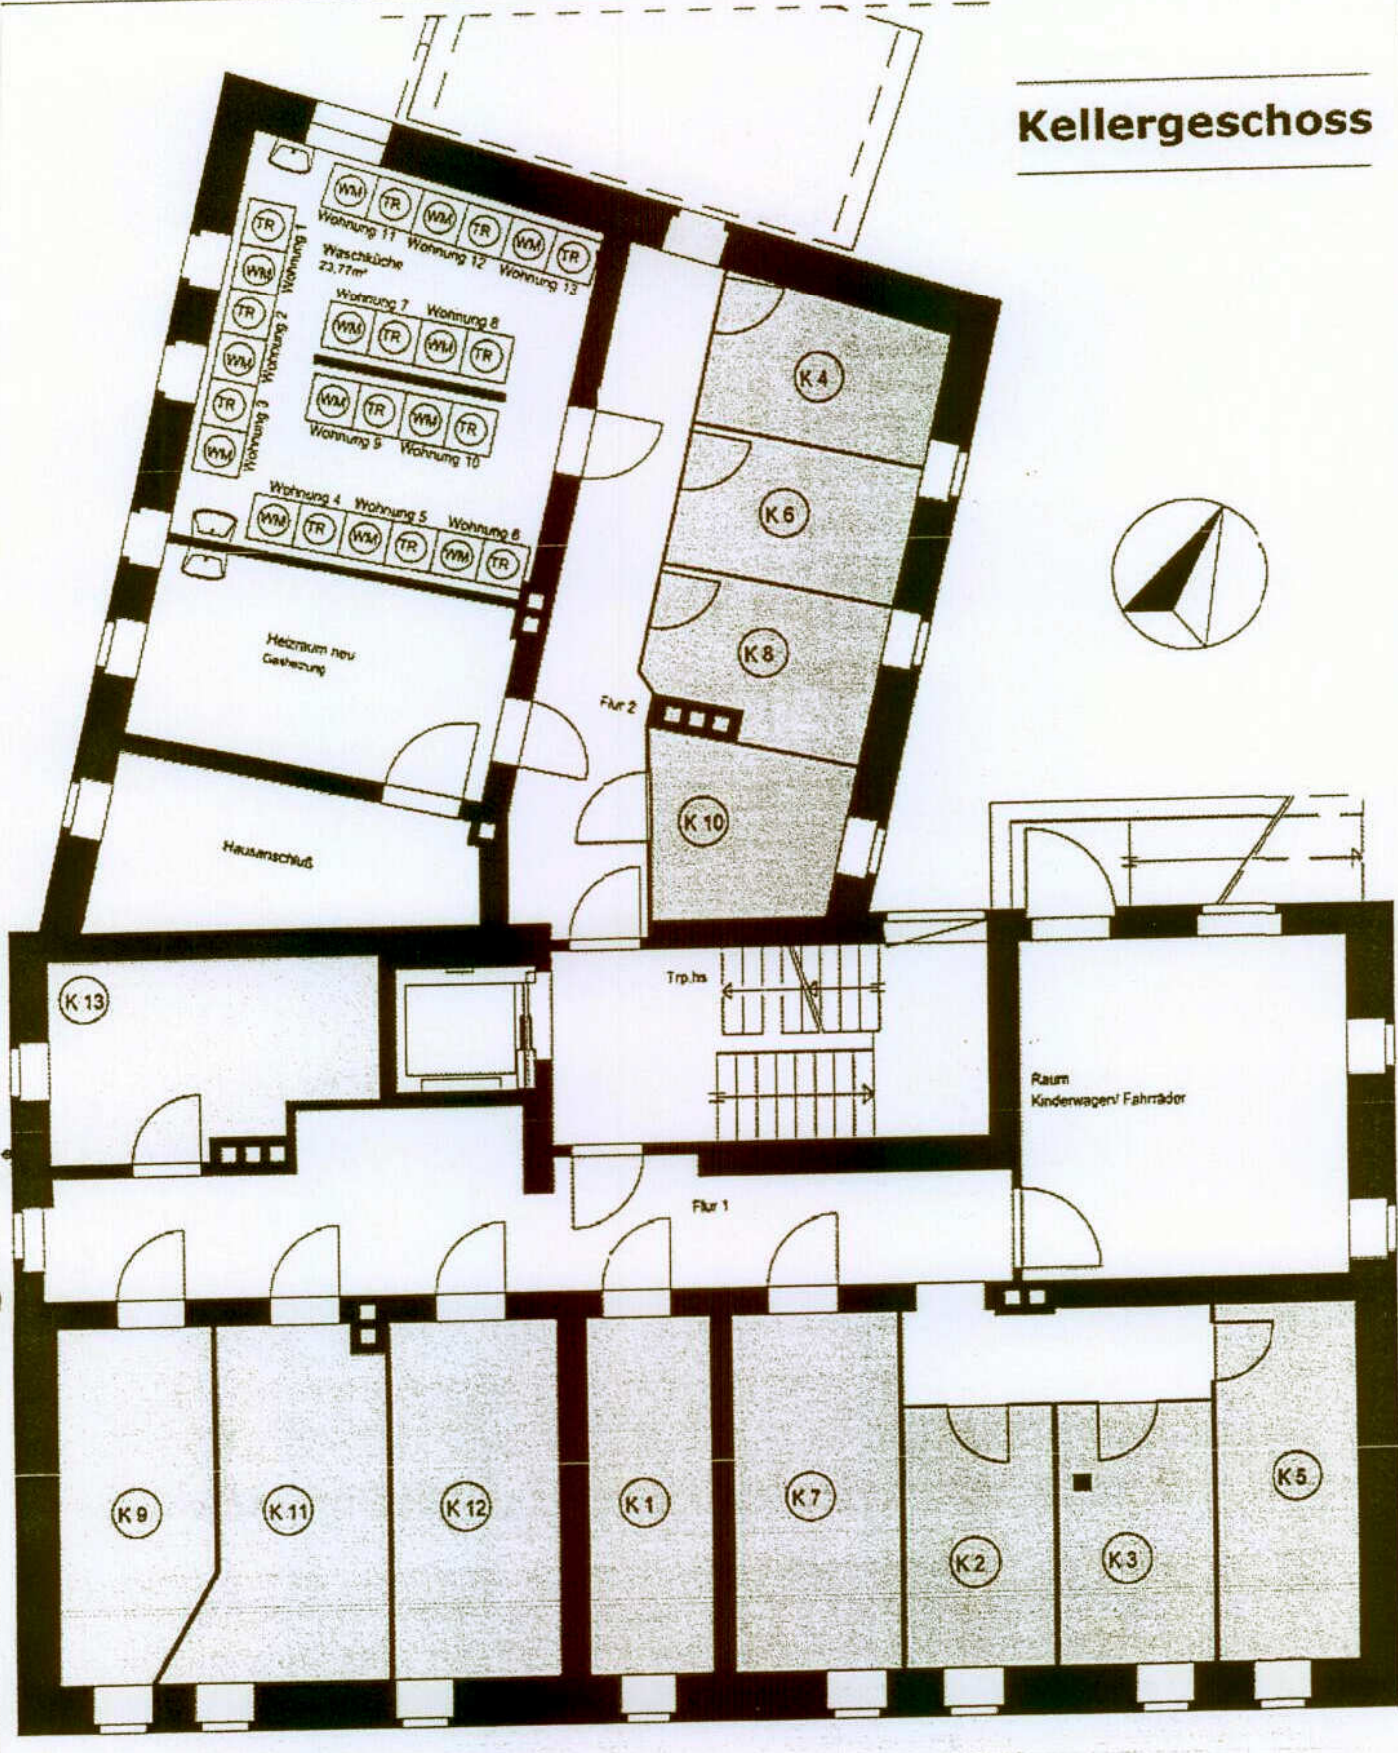 Kellergeschoss
WM TR WM TR WM TR
Wohnung 11 Wohnung 12 Wohnung 13
Waschküche
23,77m²
TR
WM
Wohnung 1
TR
WM
Wohnung 2
TR
WM
Wohnung 3
Wohnung 7 Wohnung 8
WM TR WM TR
WM TR WM TR
Wohnung 9 Wohnung 10
Wohnung 4 Wohnung 5 Wohnung 6
WM TR WM TR WM TR
K 4
K 6
K 8
K 10
Heizraum neu
Gasheizung
Flur 2
Hausanschluß
K 13
Trp.hs
Raum
Kinderwagen/ Fahrräder
Flur 1
K 9
K 11
K 12
K 1
K 7
K 2
K 3
K 5